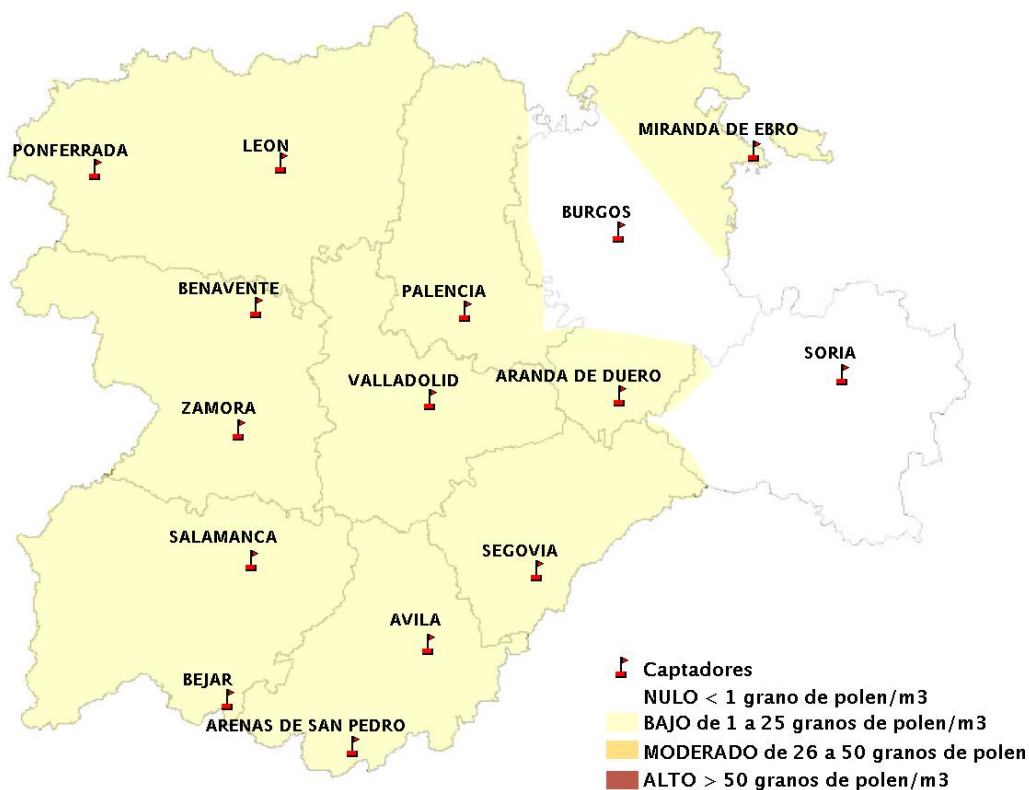 MIRANDA DE EBRO
PONFERRADA
LEON
BURGOS
BENAVENTE
PALENCIA
SORIA
VALLADOLID
ARANDA DE DUERO
ZAMORA
SALAMANCA
SEGOVIA
AVILA
BEJAR
ARENAS DE SAN PEDRO
Captadores
NULO < 1 grano de polen/m3
BAJO de 1 a 25 granos de polen/m3
MODERADO de 26 a 50 granos de polen
ALTO > 50 granos de polen/m3